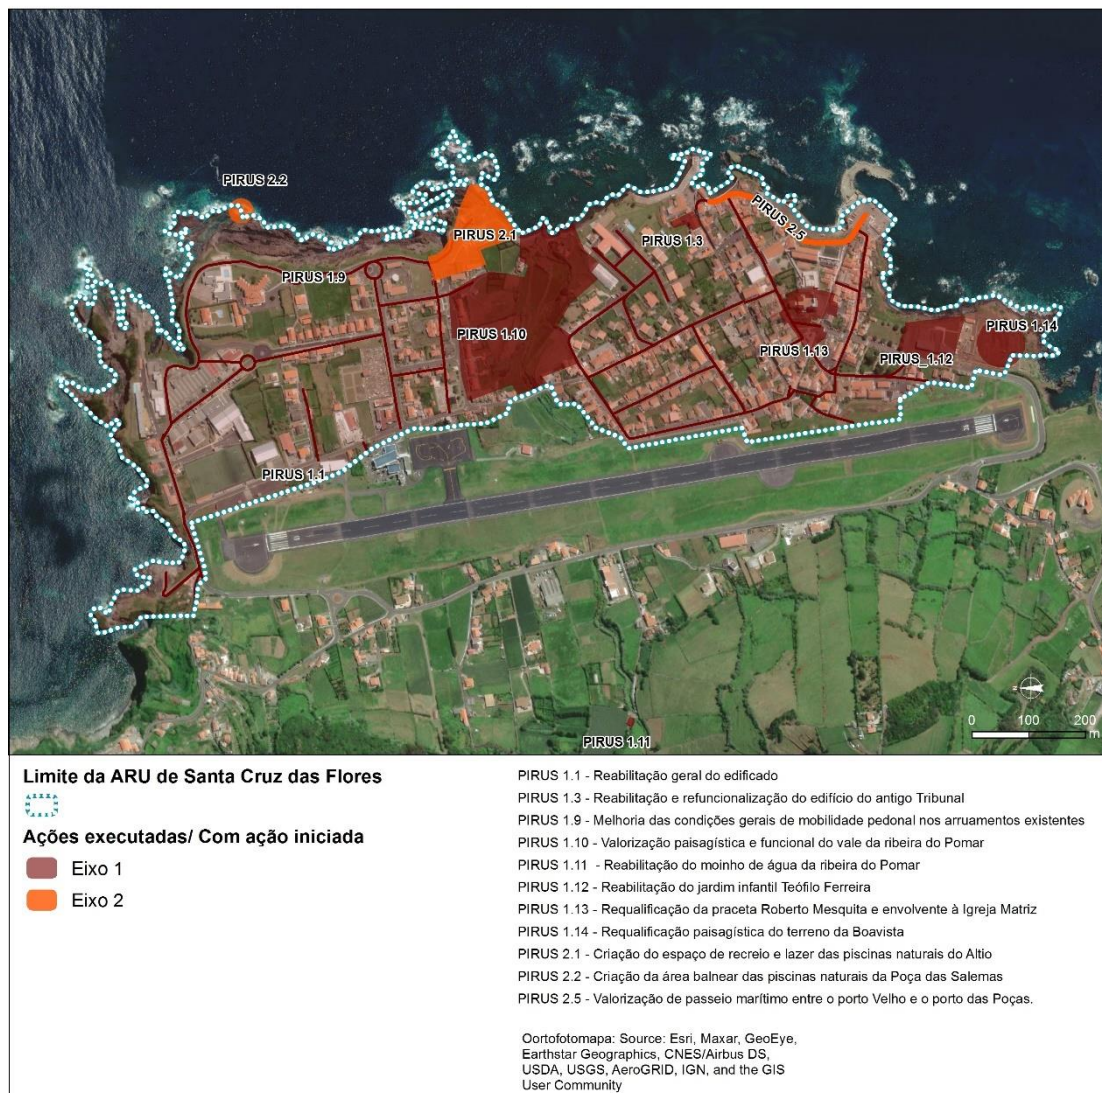 PIRUS 2.2
PIRUS 2.1
PIRUS 2.5
PIRUS 1.3
PIRUS 1.9
PIRUS 1.10
PIRUS 1.13
PIRUS_1.12
PIRUS 1.14
PIRUS 1.1
PIRUS 1.11
N
0 100 200
m
Limite da ARU de Santa Cruz das Flores
Ações executadas/ Com ação iniciada
Eixo 1
Eixo 2
PIRUS 1.1 - Reabilitação geral do edificado
PIRUS 1.3 - Reabilitação e refuncionalização do edifício do antigo Tribunal
PIRUS 1.9 - Melhoria das condições gerais de mobilidade pedonal nos arruamentos existentes
PIRUS 1.10 - Valorização paisagística e funcional do vale da ribeira do Pomar
PIRUS 1.11 - Reabilitação do moinho de água da ribeira do Pomar
PIRUS 1.12 - Reabilitação do jardim infantil Teófilo Ferreira
PIRUS 1.13 - Requalificação da praceta Roberto Mesquita e envolvente à Igreja Matriz
PIRUS 1.14 - Requalificação paisagística do terreno da Boavista
PIRUS 2.1 - Criação do espaço de recreio e lazer das piscinas naturais do Altio
PIRUS 2.2 - Criação da área balnear das piscinas naturais da Poça das Salemas
PIRUS 2.5 - Valorização de passeio marítimo entre o porto Velho e o porto das Poças.
Oortofotomapa: Source: Esri, Maxar, GeoEye,
Earthstar Geographics, CNES/Airbus DS,
USDA, USGS, AeroGRID, IGN, and the GIS
User Community